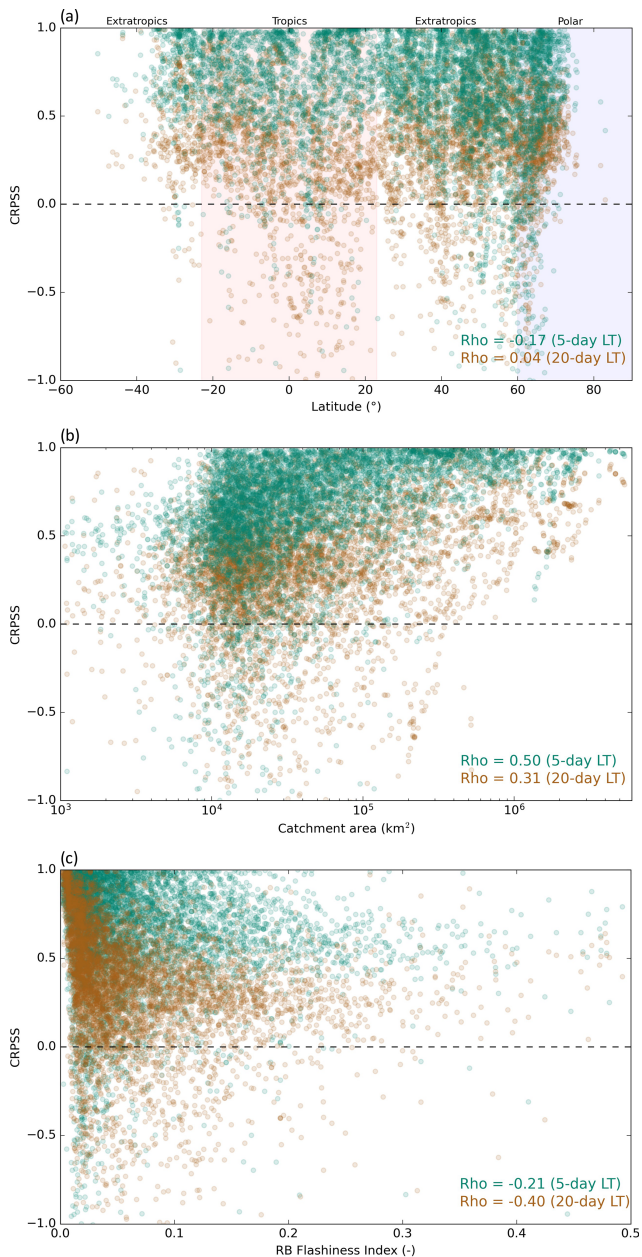 (a)
Extratropics Tropics Extratropics Polar
1.0
0.5
0.0
−0.5
−1.0
CRPSS
Rho = -0.17 (5-day LT)
Rho = 0.04 (20-day LT)
−60 −40 −20 0 20 40 60 80
Latitude (°)
(b)
1.0
0.5
0.0
−0.5
−1.0
CRPSS
Rho = 0.50 (5-day LT)
Rho = 0.31 (20-day LT)
10³ 10⁴ 10⁵ 10⁶
Catchment area (km²)
(c)
1.0
0.5
0.0
−0.5
−1.0
CRPSS
Rho = -0.21 (5-day LT)
Rho = -0.40 (20-day LT)
0.0 0.1 0.2 0.3 0.4 0.5
RB Flashiness Index (-)